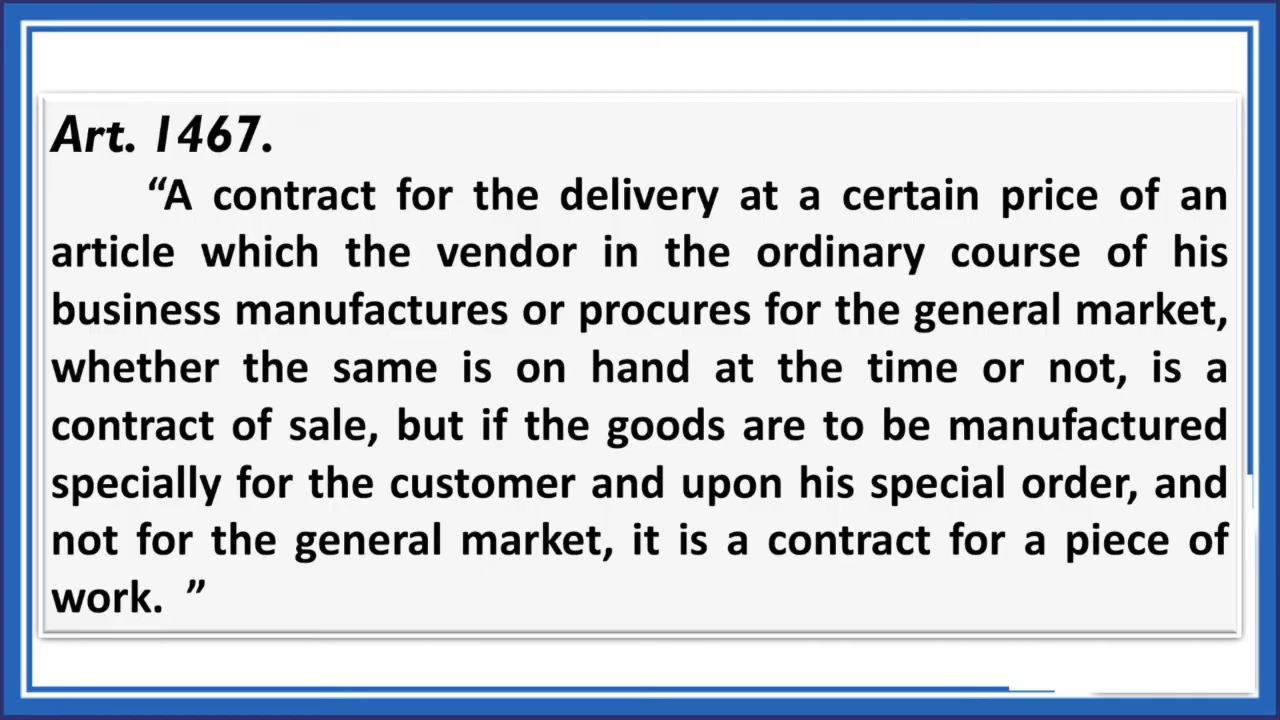 Art. 1467.
“A contract for the delivery at a certain price of an
article which the vendor in the ordinary course of his
business manufactures or procures for the general market,
whether the same is on hand at the time or not, is a
contract of sale, but if the goods are to be manufactured
specially for the customer and upon his special order, and
not for the general market, it is a contract for a piece of
work. ”